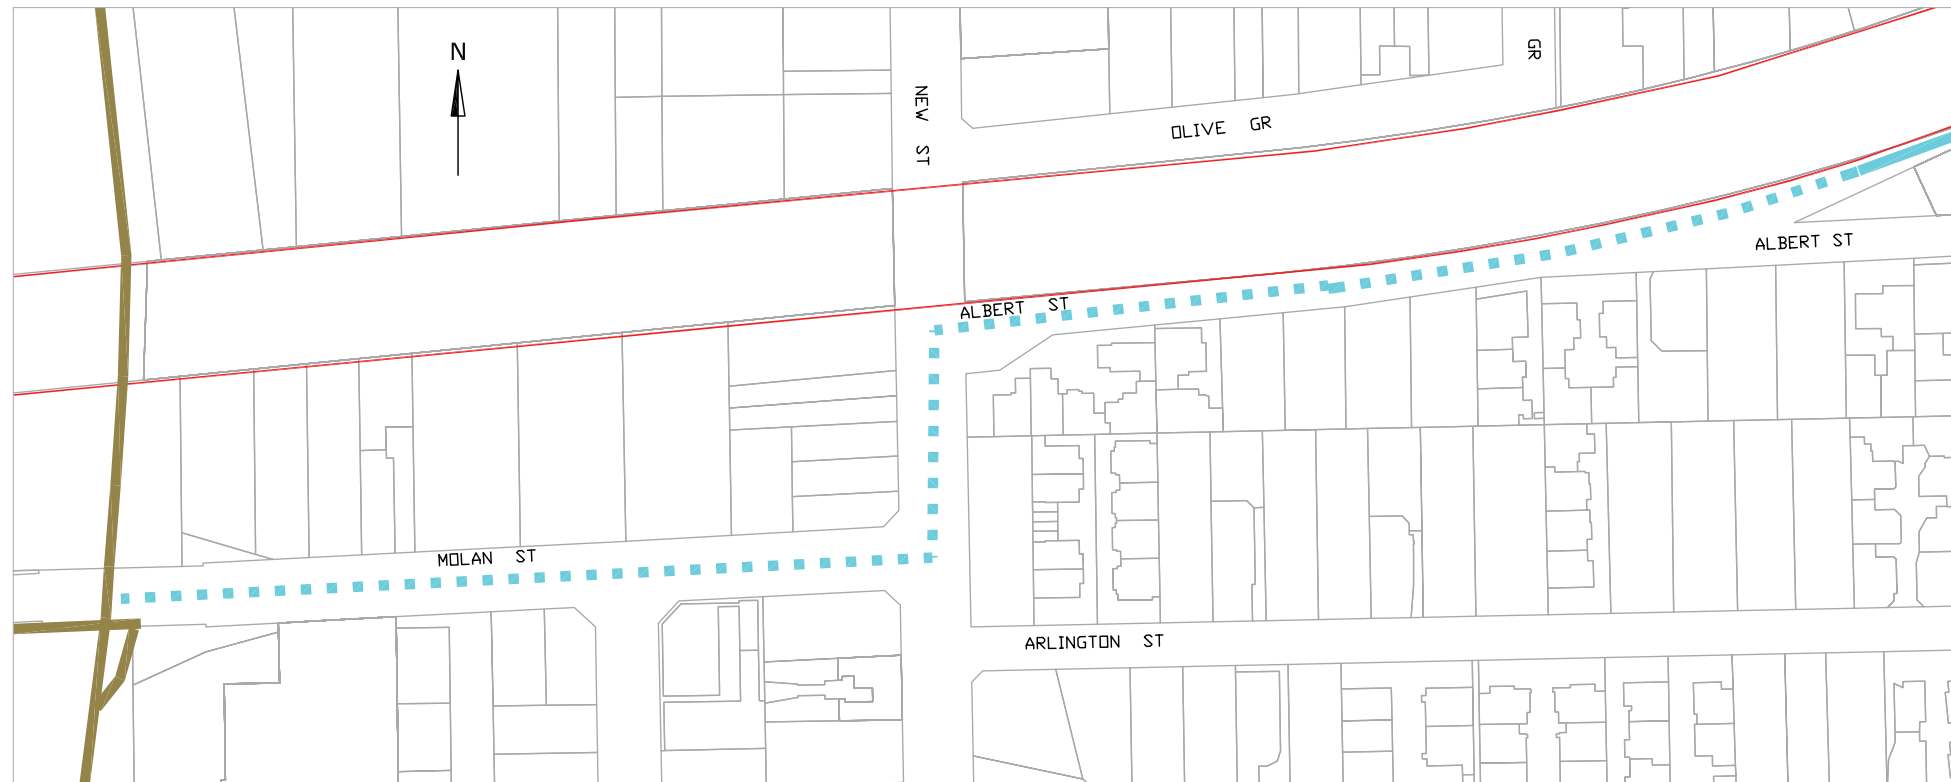 N
GR
NEW ST
OLIVE GR
ALBERT ST
ALBERT ST
MOLAN ST
ARLINGTON ST